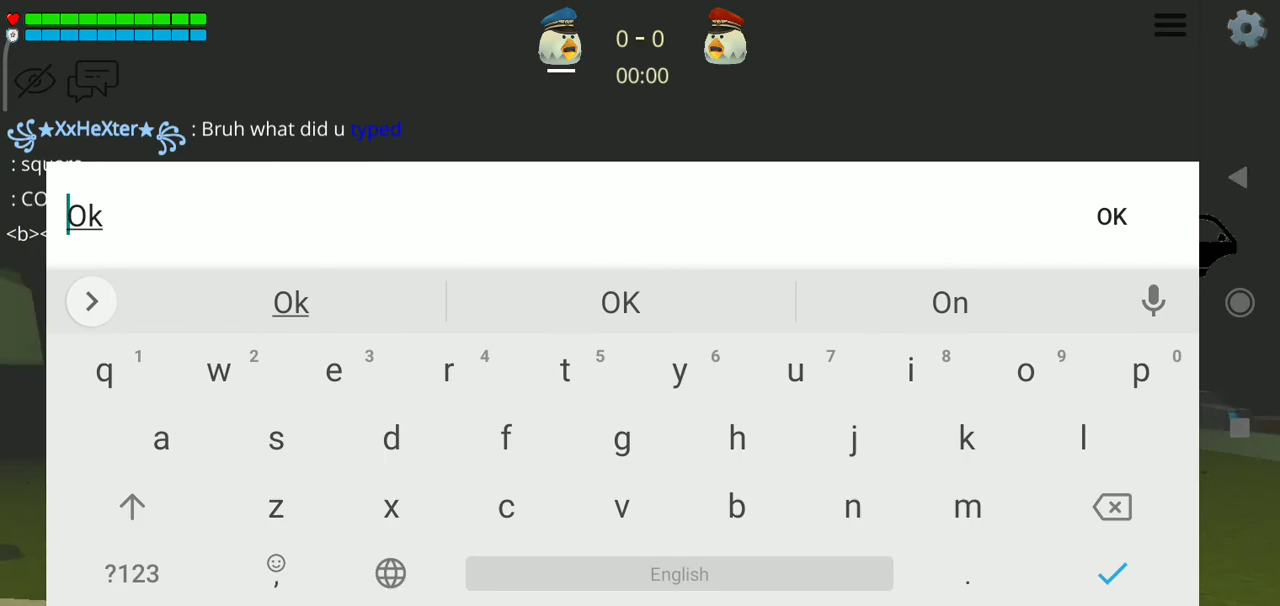 0 - 0
00:00
꧁★XxHeXter★꧂ : Bruh what did u typed
: square
: CO
<b><
Ok
OK
Ok
OK
On
q 1 w 2 e 3 r 4 t 5 y 6 u 7 i 8 o 9 p 0
a s d f g h j k l
z x c v b n m
?123 , English .